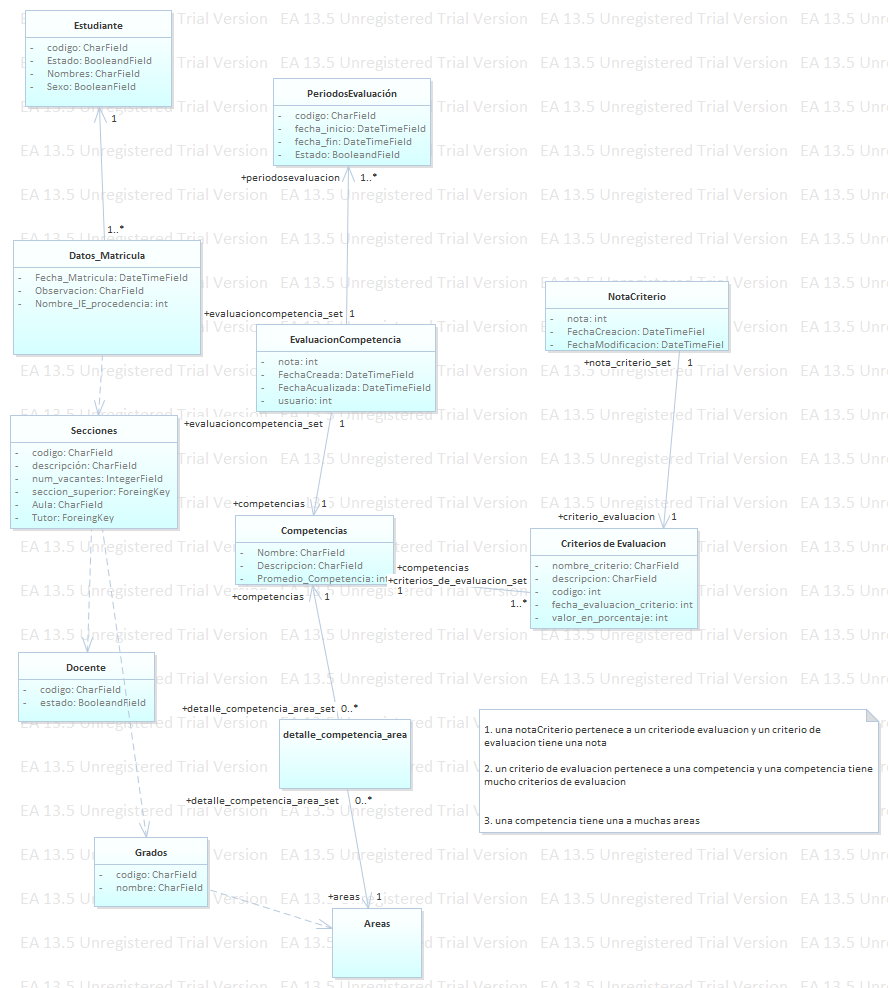 Estudiante
- codigo: CharField
- Estado: BooleandField
- Nombres: CharField
- Sexo: BooleanField
1
1..*
PeriodosEvaluación
- codigo: CharField
- fecha_inicio: DateTimeField
- fecha_fin: DateTimeField
- Estado: BooleandField
+periodosevaluacion 1..*
Datos_Matricula
- Fecha_Matricula: DateTimeField
- Observacion: CharField
- Nombre_IE_procedencia: int
+evaluacioncompetencia_set 1
EvaluacionCompetencia
- nota: int
- FechaCreada: DateTimeField
- FechaAcualizada: DateTimeField
- usuario: int
+evaluacioncompetencia_set 1
NotaCriterio
- nota: int
- FechaCreacion: DateTimeFiel
- FechaModificacion: DateTimeFiel
+nota_criterio_set 1
Secciones
- codigo: CharField
- descripción: CharField
- num_vacantes: IntegerField
- seccion_superior: ForeingKey
- Aula: CharField
- Tutor: ForeingKey
+competencias 1
Competencias
- Nombre: CharField
- Descripcion: CharField
- Promedio_Competencia: int
+competencias 1
+criterio_evaluacion 1
Criterios de Evaluacion
- nombre_criterio: CharField
- descripcion: CharField
- codigo: int
- fecha_evaluacion_criterio: int
- valor_en_porcentaje: int
+competencias
+criterios_de_evaluacion_set
1
1..*
Docente
- codigo: CharField
- estado: BooleandField
+detalle_competencia_area_set 0..*
detalle_competencia_area
+detalle_competencia_area_set 0..*
1. una notaCriterio pertenece a un criteriode evaluacion y un criterio de
evaluacion tiene una nota
2. un criterio de evaluacion pertenece a una competencia y una competencia tiene
mucho criterios de evaluacion
3. una competencia tiene una a muchas areas
Grados
- codigo: CharField
- nombre: CharField
+areas 1
Areas
EA 13.5 Unregistered Trial Version